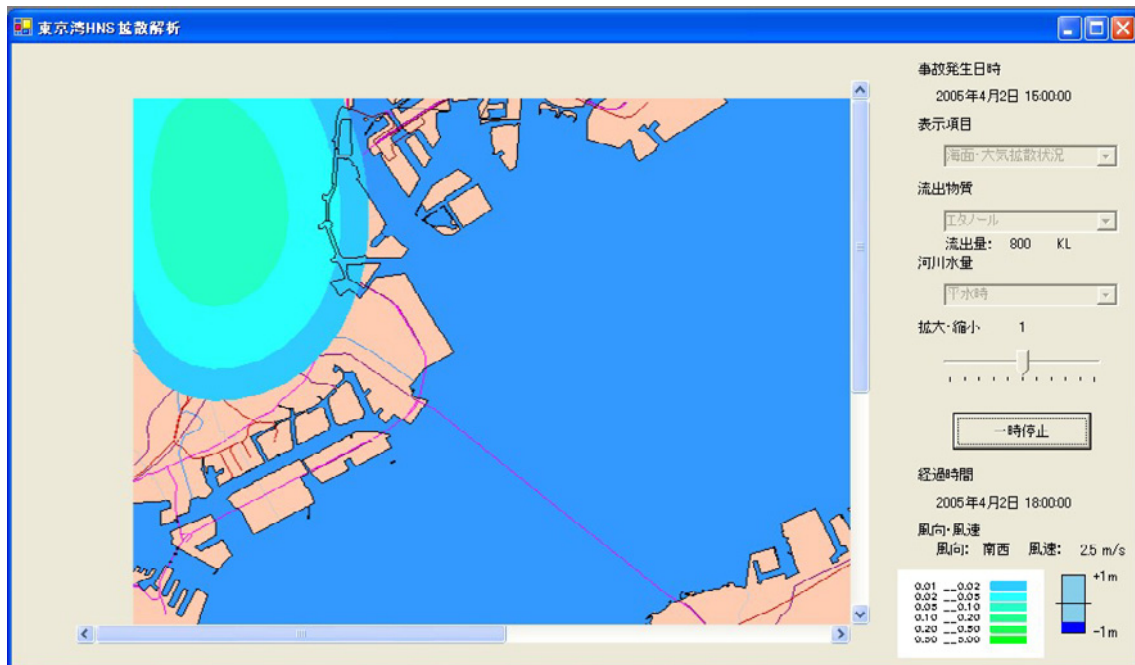 東京湾HNS拡散解析
事故発生日時
2005年4月2日 15:00:00
表示項目
海面・大気拡散状況
流出物質
エタノール
流出量: 800 KL
河川水量
平水時
拡大・縮小 1
一時停止
経過時間
2005年4月2日 18:00:00
風向・風速
風向: 南西 風速: 2.5 m/s
0.01 __0.02
0.02 __0.05
0.05 __0.10
0.10 __0.20
0.20 __0.50
0.50 __5.00
+1m
-1m